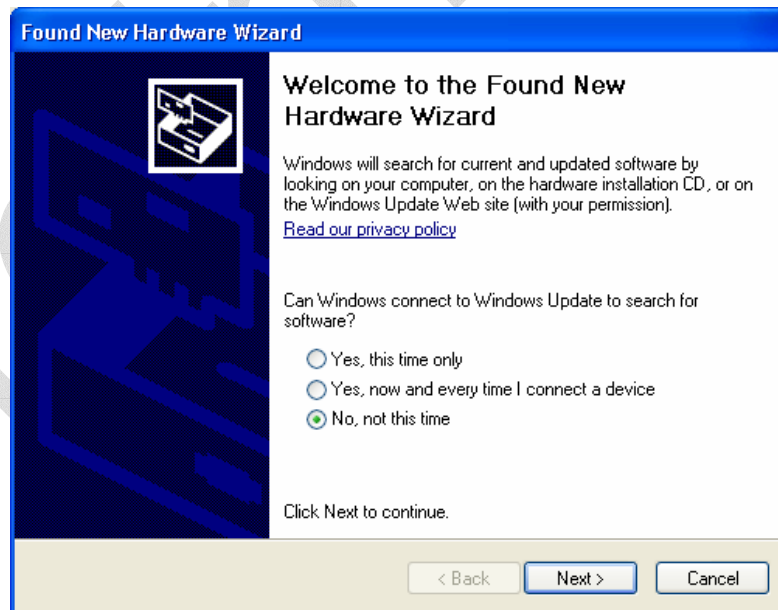 Found New Hardware Wizard
Welcome to the Found New
Hardware Wizard
Windows will search for current and updated software by
looking on your computer, on the hardware installation CD, or on
the Windows Update Web site (with your permission).
Read our privacy policy
Can Windows connect to Windows Update to search for
software?
Yes, this time only
Yes, now and every time I connect a device
No, not this time
Click Next to continue.
< Back
Next >
Cancel